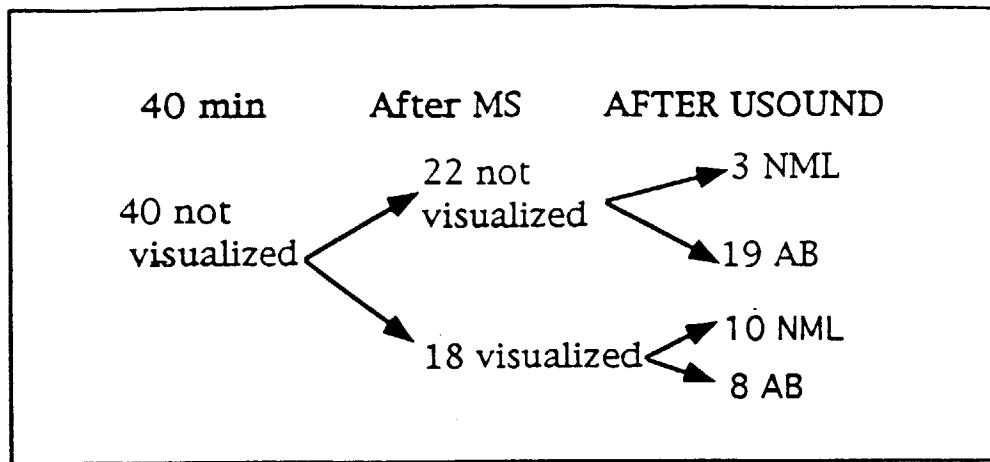 40 min After MS AFTER USOUND
40 not
visualized
22 not
visualized
18 visualized
3 NML
19 AB
10 NML
8 AB